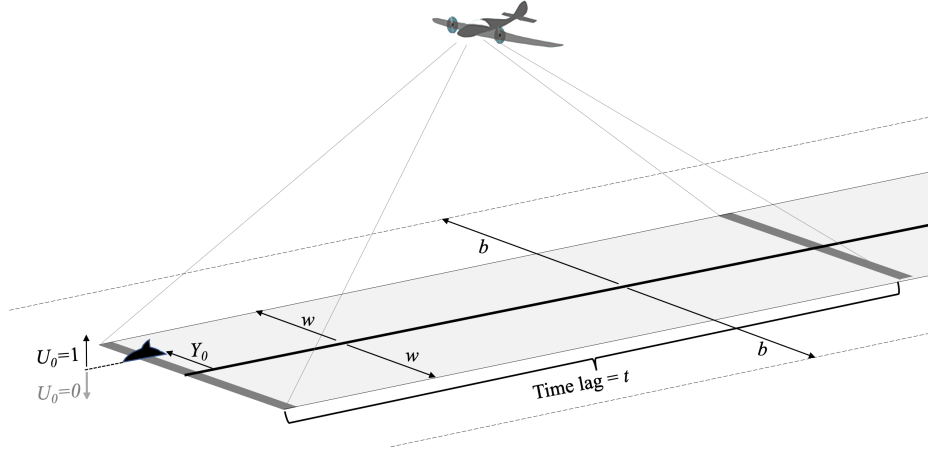 b
w
U₀=1
Y₀
w
b
U₀=0
Time lag = t